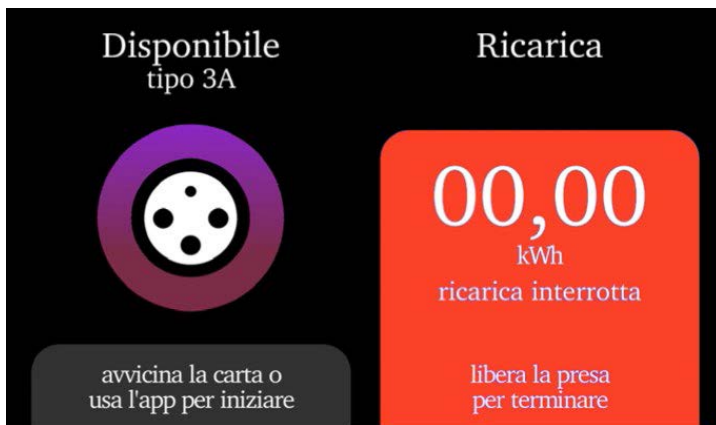 Disponibile
tipo 3A
avvicina la carta o
usa l'app per iniziare
Ricarica
00,00
kWh
ricarica interrotta
libera la presa
per terminare